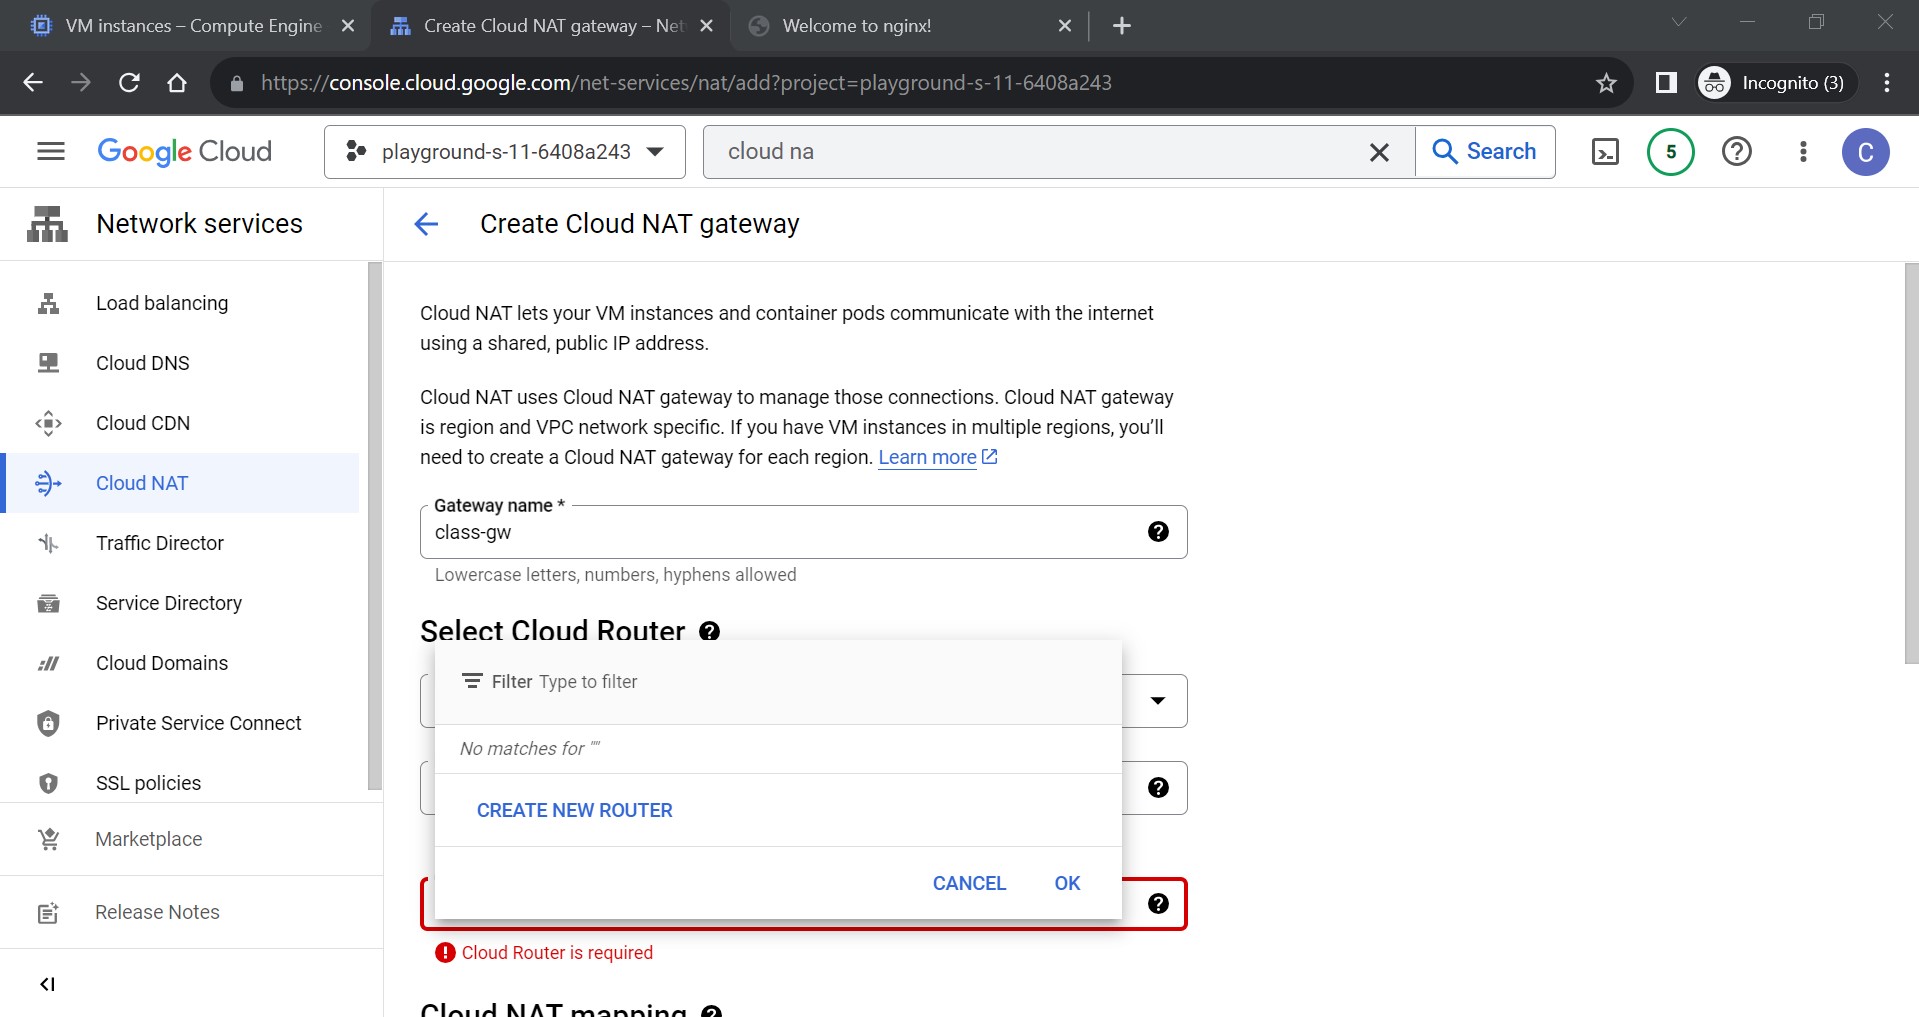 VM instances – Compute Engine
Create Cloud NAT gateway – Net
Welcome to nginx!
https://console.cloud.google.com/net-services/nat/add?project=playground-s-11-6408a243
Incognito (3)
Google Cloud
playground-s-11-6408a243
cloud na
Search
5
C
Network services
Create Cloud NAT gateway
Load balancing
Cloud DNS
Cloud CDN
Cloud NAT
Traffic Director
Service Directory
Cloud Domains
Private Service Connect
SSL policies
Marketplace
Release Notes
Cloud NAT lets your VM instances and container pods communicate with the internet
using a shared, public IP address.
Cloud NAT uses Cloud NAT gateway to manage those connections. Cloud NAT gateway
is region and VPC network specific. If you have VM instances in multiple regions, you’ll
need to create a Cloud NAT gateway for each region. Learn more
Gateway name *
class-gw
Lowercase letters, numbers, hyphens allowed
Select Cloud Router
Filter Type to filter
No matches for ""
CREATE NEW ROUTER
CANCEL OK
Cloud Router is required
Cloud NAT mapping